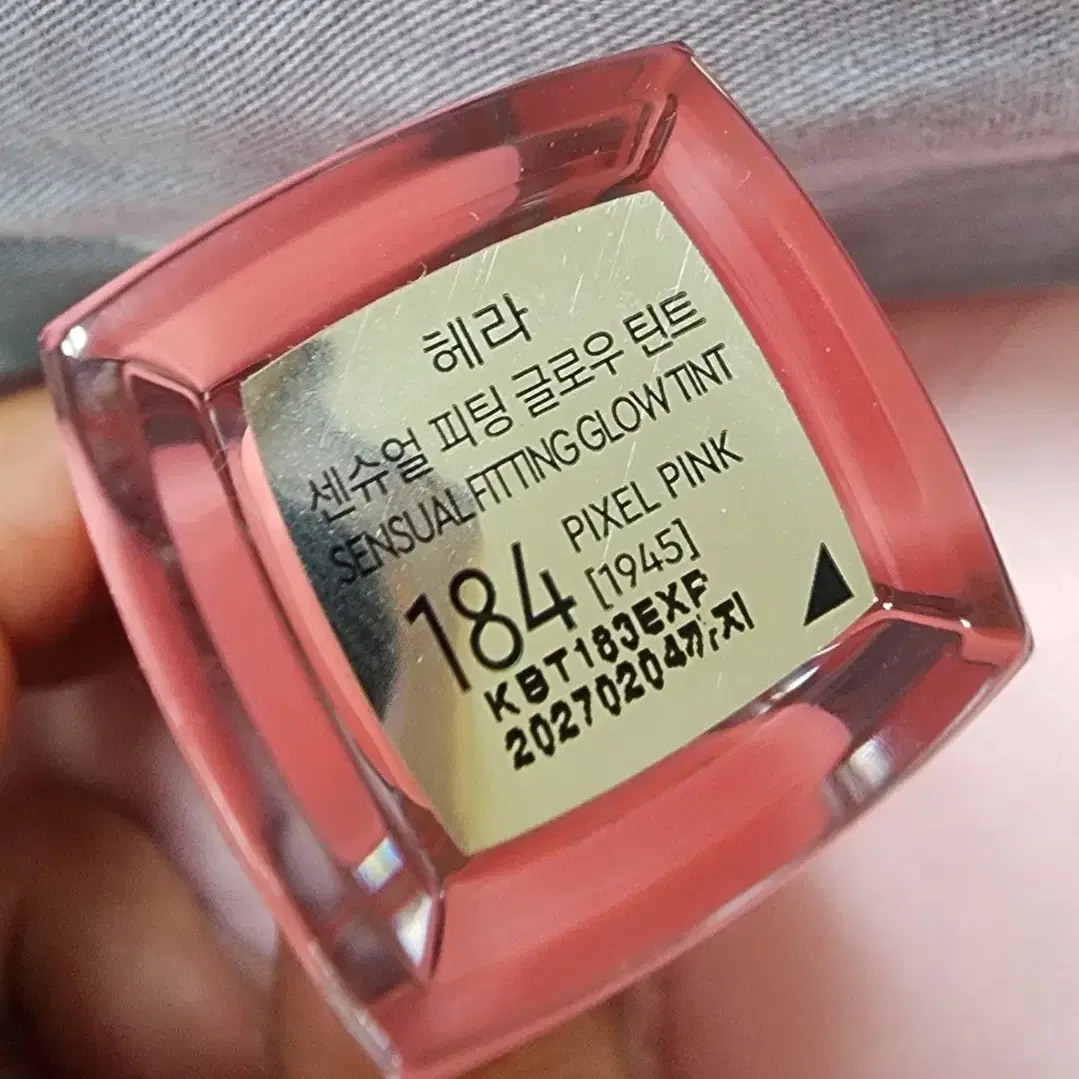 헤라
센슈얼 피팅 글로우 틴트
SENSUAL FITTING GLOW TINT
184 PIXEL PINK
[1945]
KBT183EXP
20270204까지